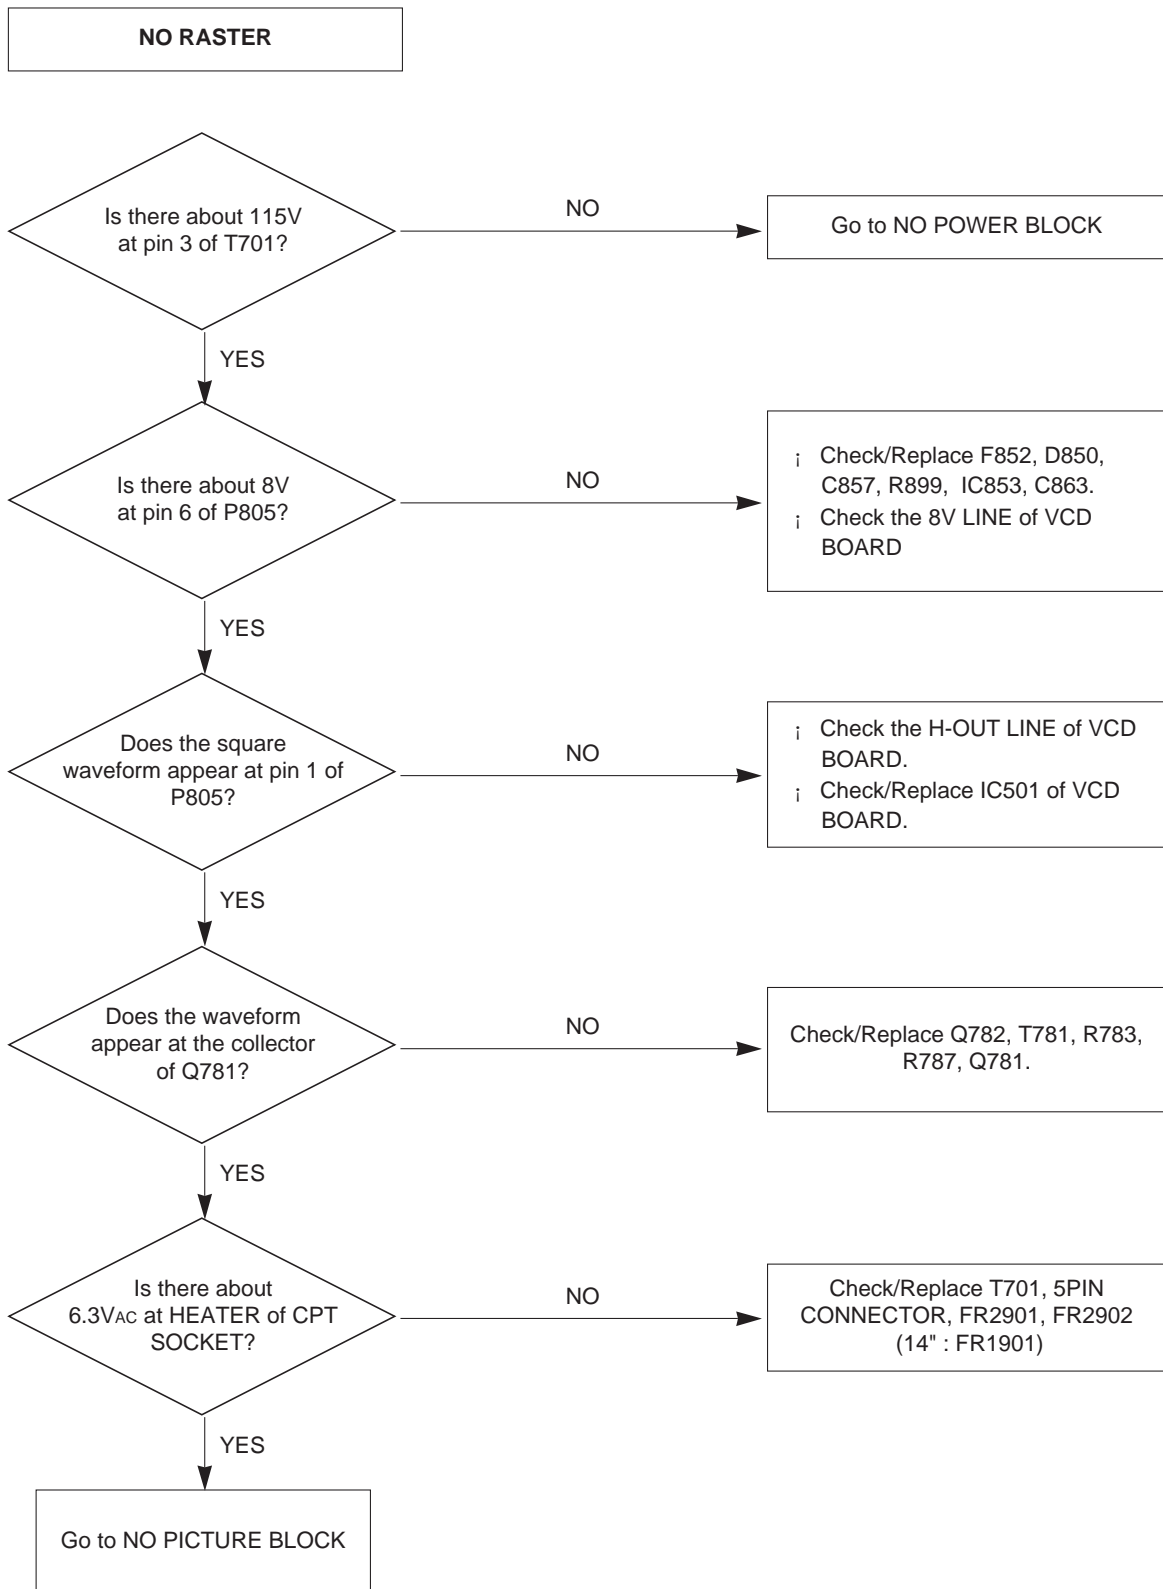 NO RASTER
Is there about 115V
at pin 3 of T701?
NO
Go to NO POWER BLOCK
YES
Is there about 8V
at pin 6 of P805?
NO
¡ Check/Replace F852, D850,
C857, R899, IC853, C863.
¡ Check the 8V LINE of VCD
BOARD
YES
Does the square
waveform appear at pin 1 of
P805?
NO
¡ Check the H-OUT LINE of VCD
BOARD.
¡ Check/Replace IC501 of VCD
BOARD.
YES
Does the waveform
appear at the collector
of Q781?
NO
Check/Replace Q782, T781, R783,
R787, Q781.
YES
Is there about
6.3VAC at HEATER of CPT
SOCKET?
NO
Check/Replace T701, 5PIN
CONNECTOR, FR2901, FR2902
(14" : FR1901)
YES
Go to NO PICTURE BLOCK